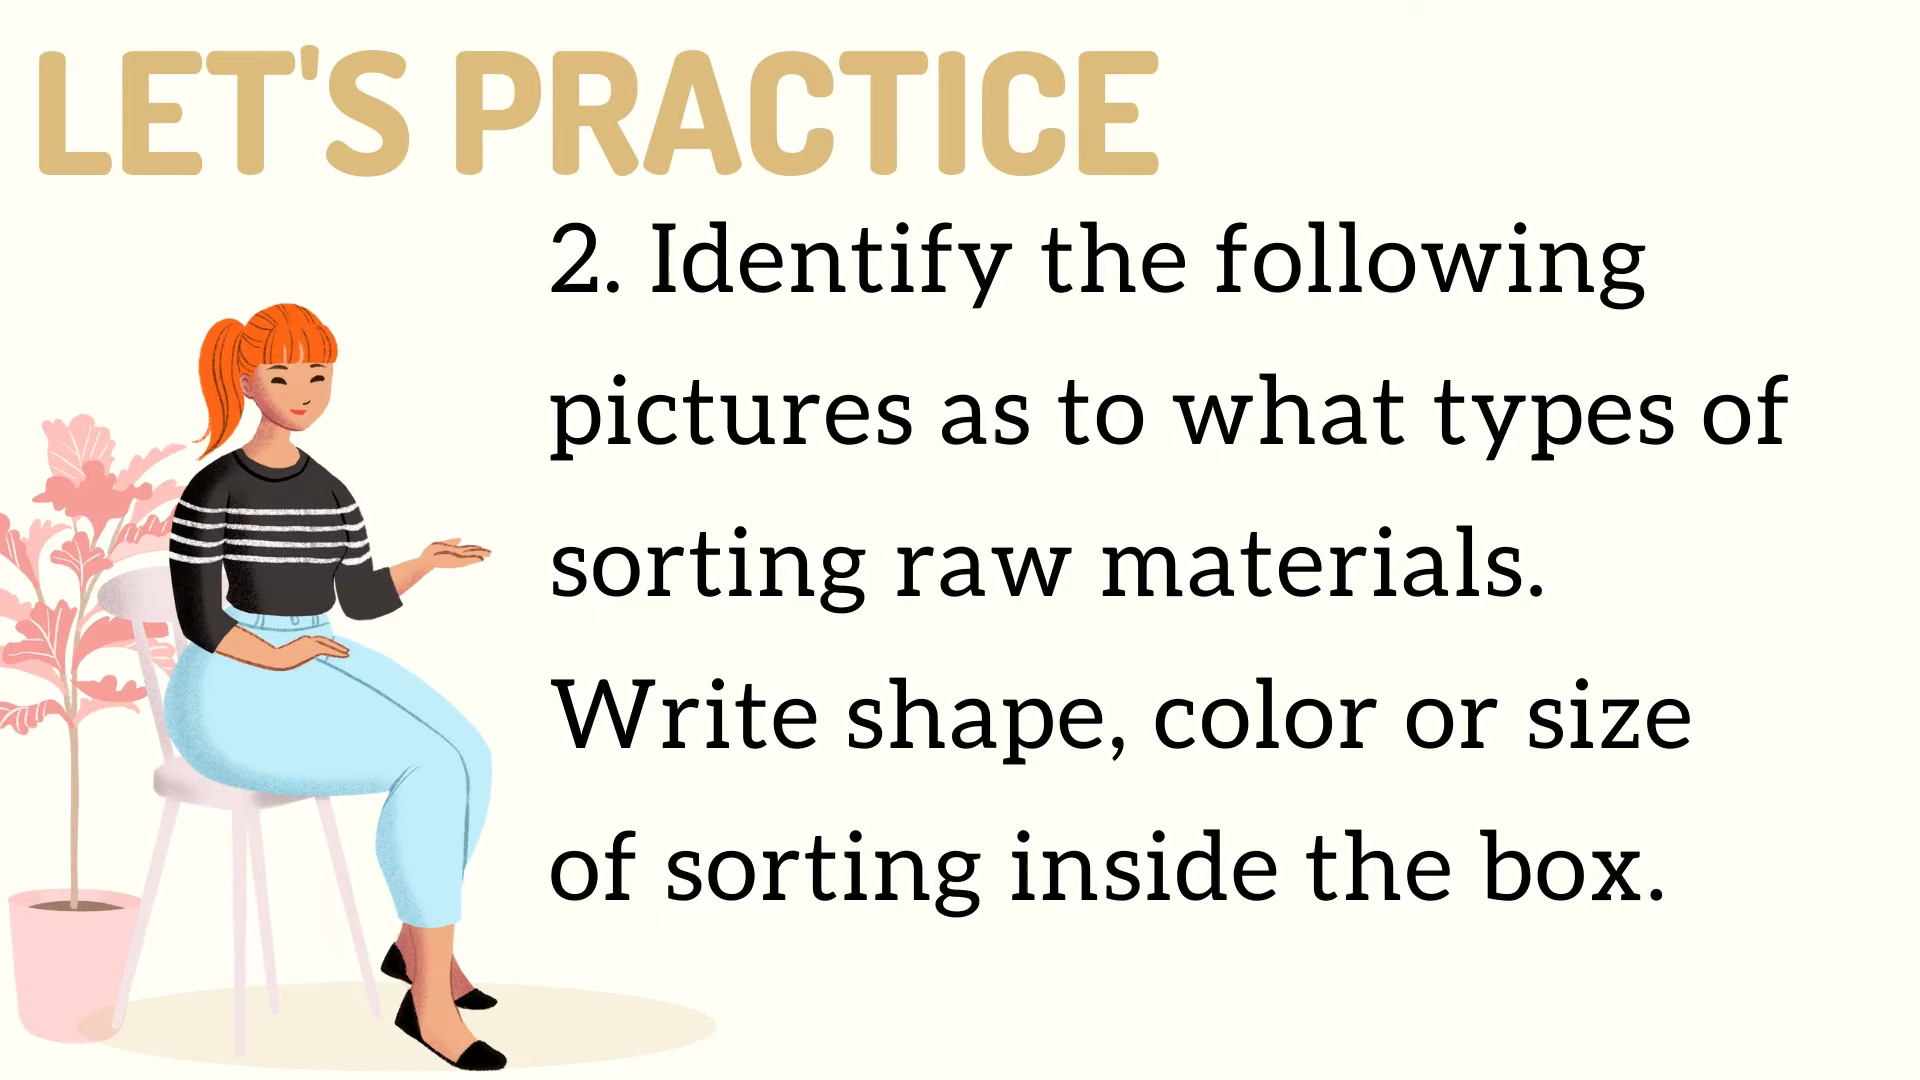 LET'S PRACTICE
2. Identify the following
pictures as to what types of
sorting raw materials.
Write shape, color or size
of sorting inside the box.